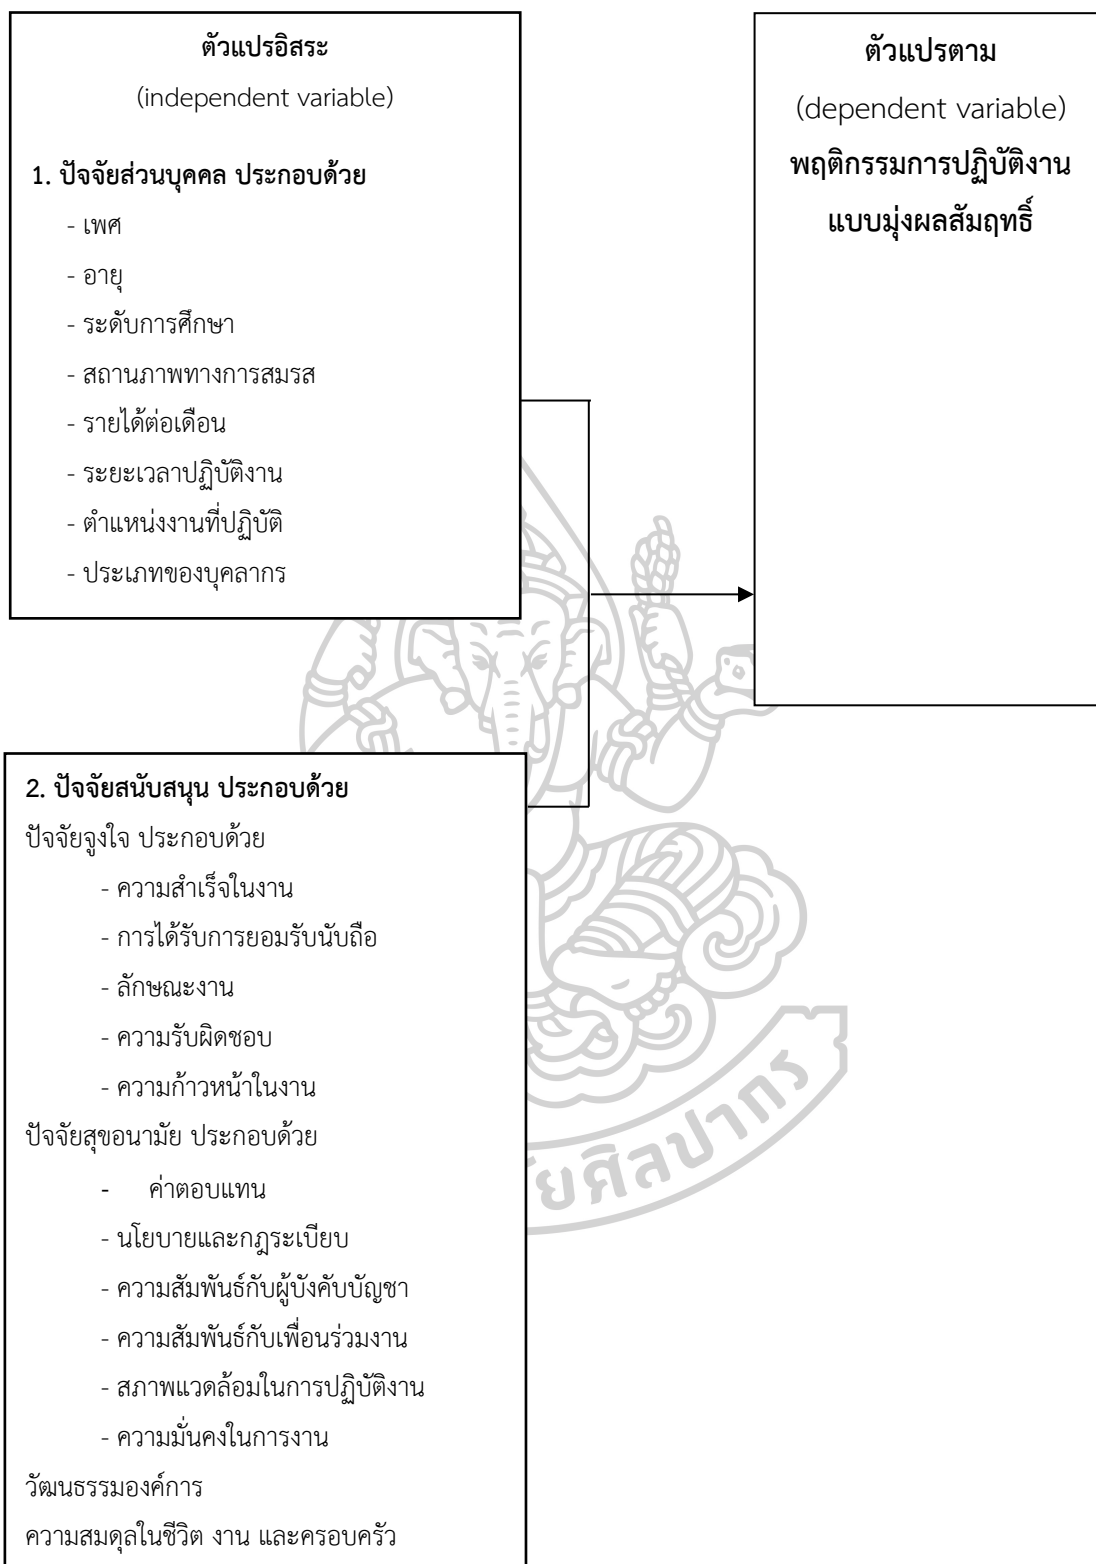 ตัวแปรอิสระ
(independent variable)
1. ปัจจัยส่วนบุคคล ประกอบด้วย
- เพศ
- อายุ
- ระดับการศึกษา
- สถานภาพทางการสมรส
- รายได้ต่อเดือน
- ระยะเวลาปฏิบัติงาน
- ตำแหน่งงานที่ปฏิบัติ
- ประเภทของบุคลากร
ตัวแปรตาม
(dependent variable)
พฤติกรรมการปฏิบัติงาน
แบบมุ่งผลสัมฤทธิ์
2. ปัจจัยสนับสนุน ประกอบด้วย
ปัจจัยจูงใจ ประกอบด้วย
- ความสำเร็จในงาน
- การได้รับการยอมรับนับถือ
- ลักษณะงาน
- ความรับผิดชอบ
- ความก้าวหน้าในงาน
ปัจจัยสุขอนามัย ประกอบด้วย
- ค่าตอบแทน
- นโยบายและกฎระเบียบ
- ความสัมพันธ์กับผู้บังคับบัญชา
- ความสัมพันธ์กับเพื่อนร่วมงาน
- สภาพแวดล้อมในการปฏิบัติงาน
- ความมั่นคงในการงาน
วัฒนธรรมองค์การ
ความสมดุลในชีวิต งาน และครอบครัว
ยศิลปากร